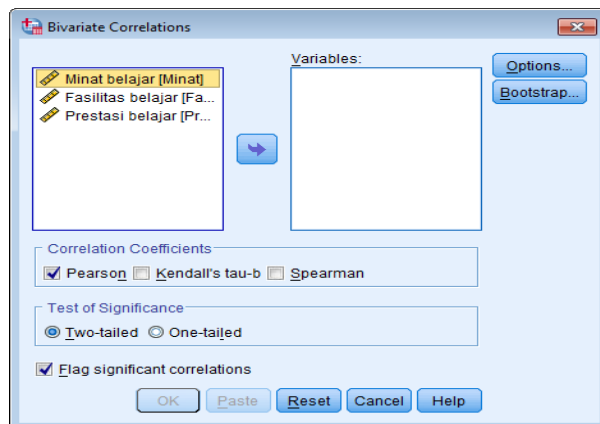 Bivariate Correlations
Variables:
Minat belajar [Minat]
Fasilitas belajar [Fa...
Prestasi belajar [Pr...
Options...
Bootstrap...
Correlation Coefficients
Pearson Kendall's tau-b Spearman
Test of Significance
Two-tailed One-tailed
Flag significant correlations
OK Paste Reset Cancel Help